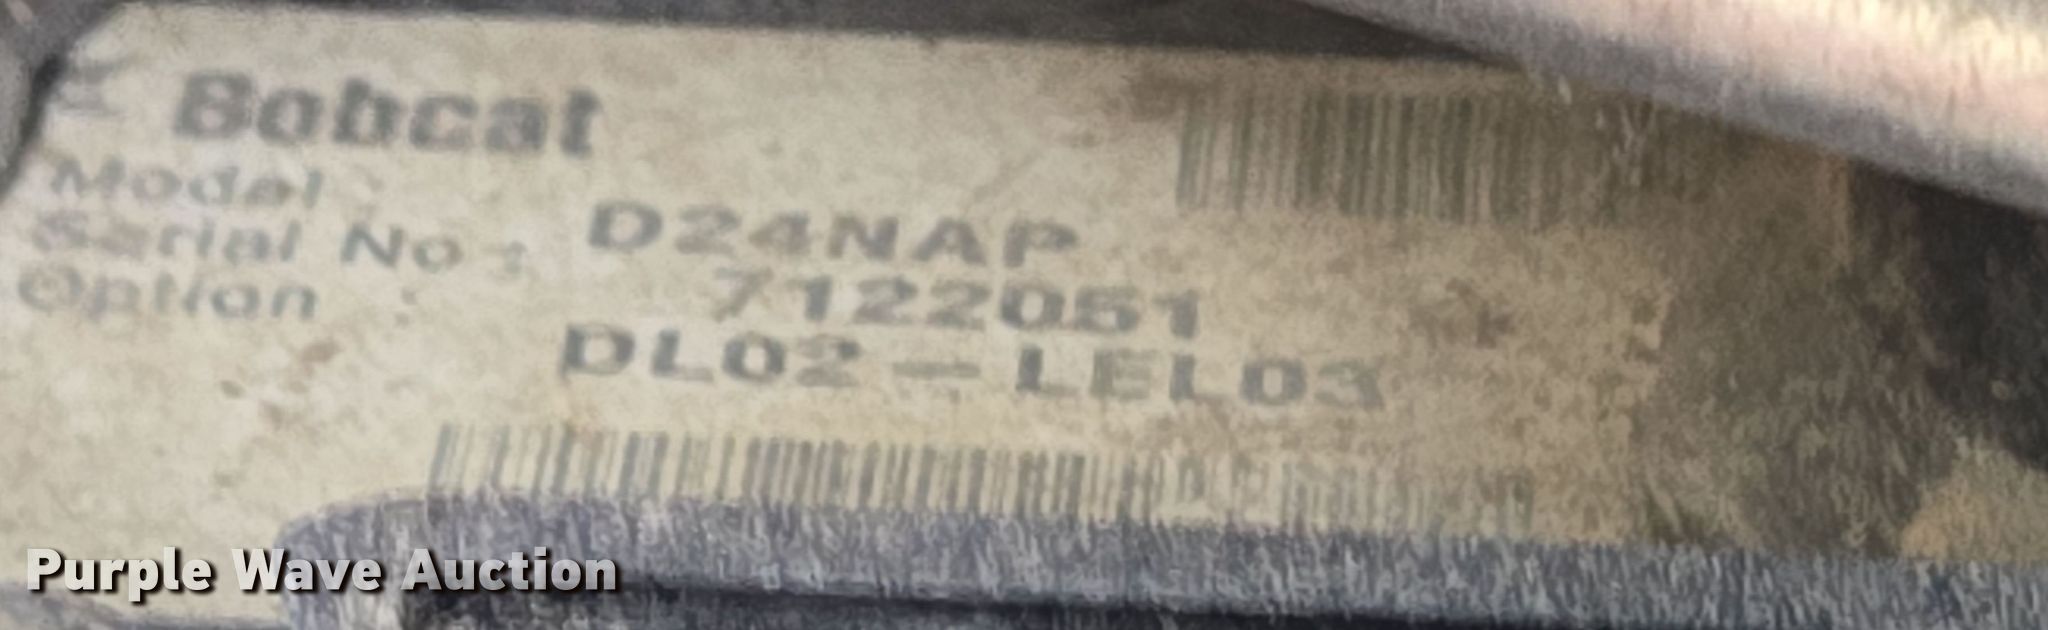 Bobcat
Model :
Serial No : D24NAP
Option : 7122051
DL02-LEL03
Purple Wave Auction